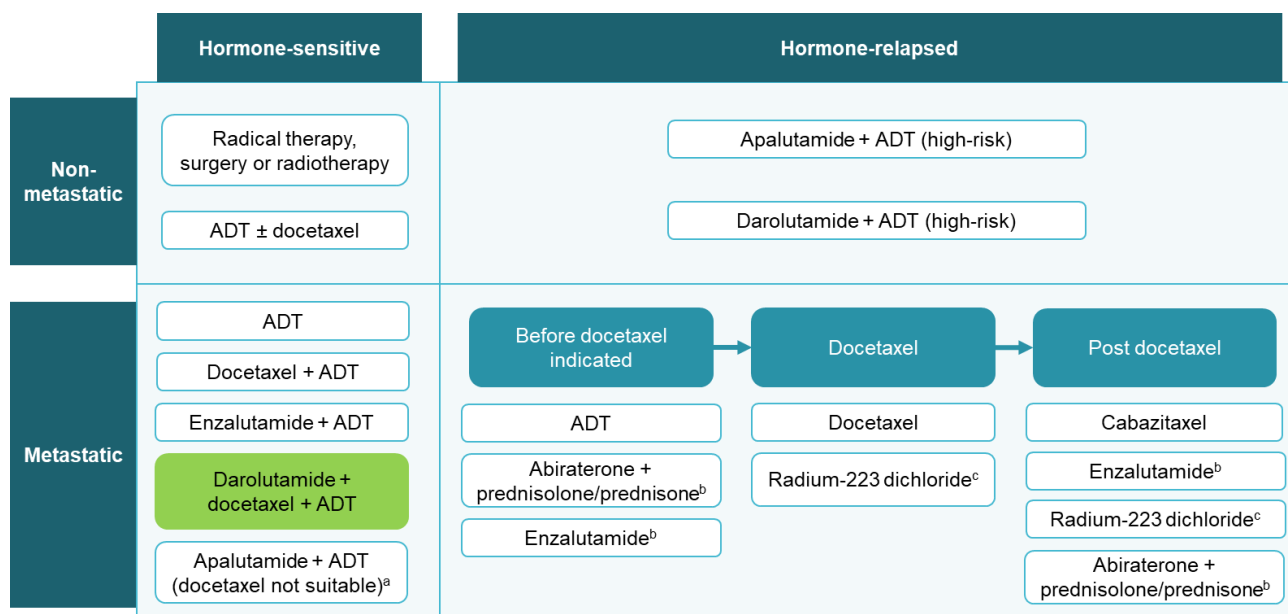 Hormone-sensitive
Hormone-relapsed
Non-
metastatic
Radical therapy,
surgery or radiotherapy
ADT ± docetaxel
Apalutamide + ADT (high-risk)
Darolutamide + ADT (high-risk)
Metastatic
ADT
Docetaxel + ADT
Enzalutamide + ADT
Darolutamide +
docetaxel + ADT
Apalutamide + ADT
(docetaxel not suitable)ᵃ
Before docetaxel
indicated
ADT
Abiraterone +
prednisolone/prednisoneᵇ
Enzalutamideᵇ
Docetaxel
Docetaxel
Radium-223 dichlorideᶜ
Post docetaxel
Cabazitaxel
Enzalutamideᵇ
Radium-223 dichlorideᶜ
Abiraterone +
prednisolone/prednisoneᵇ